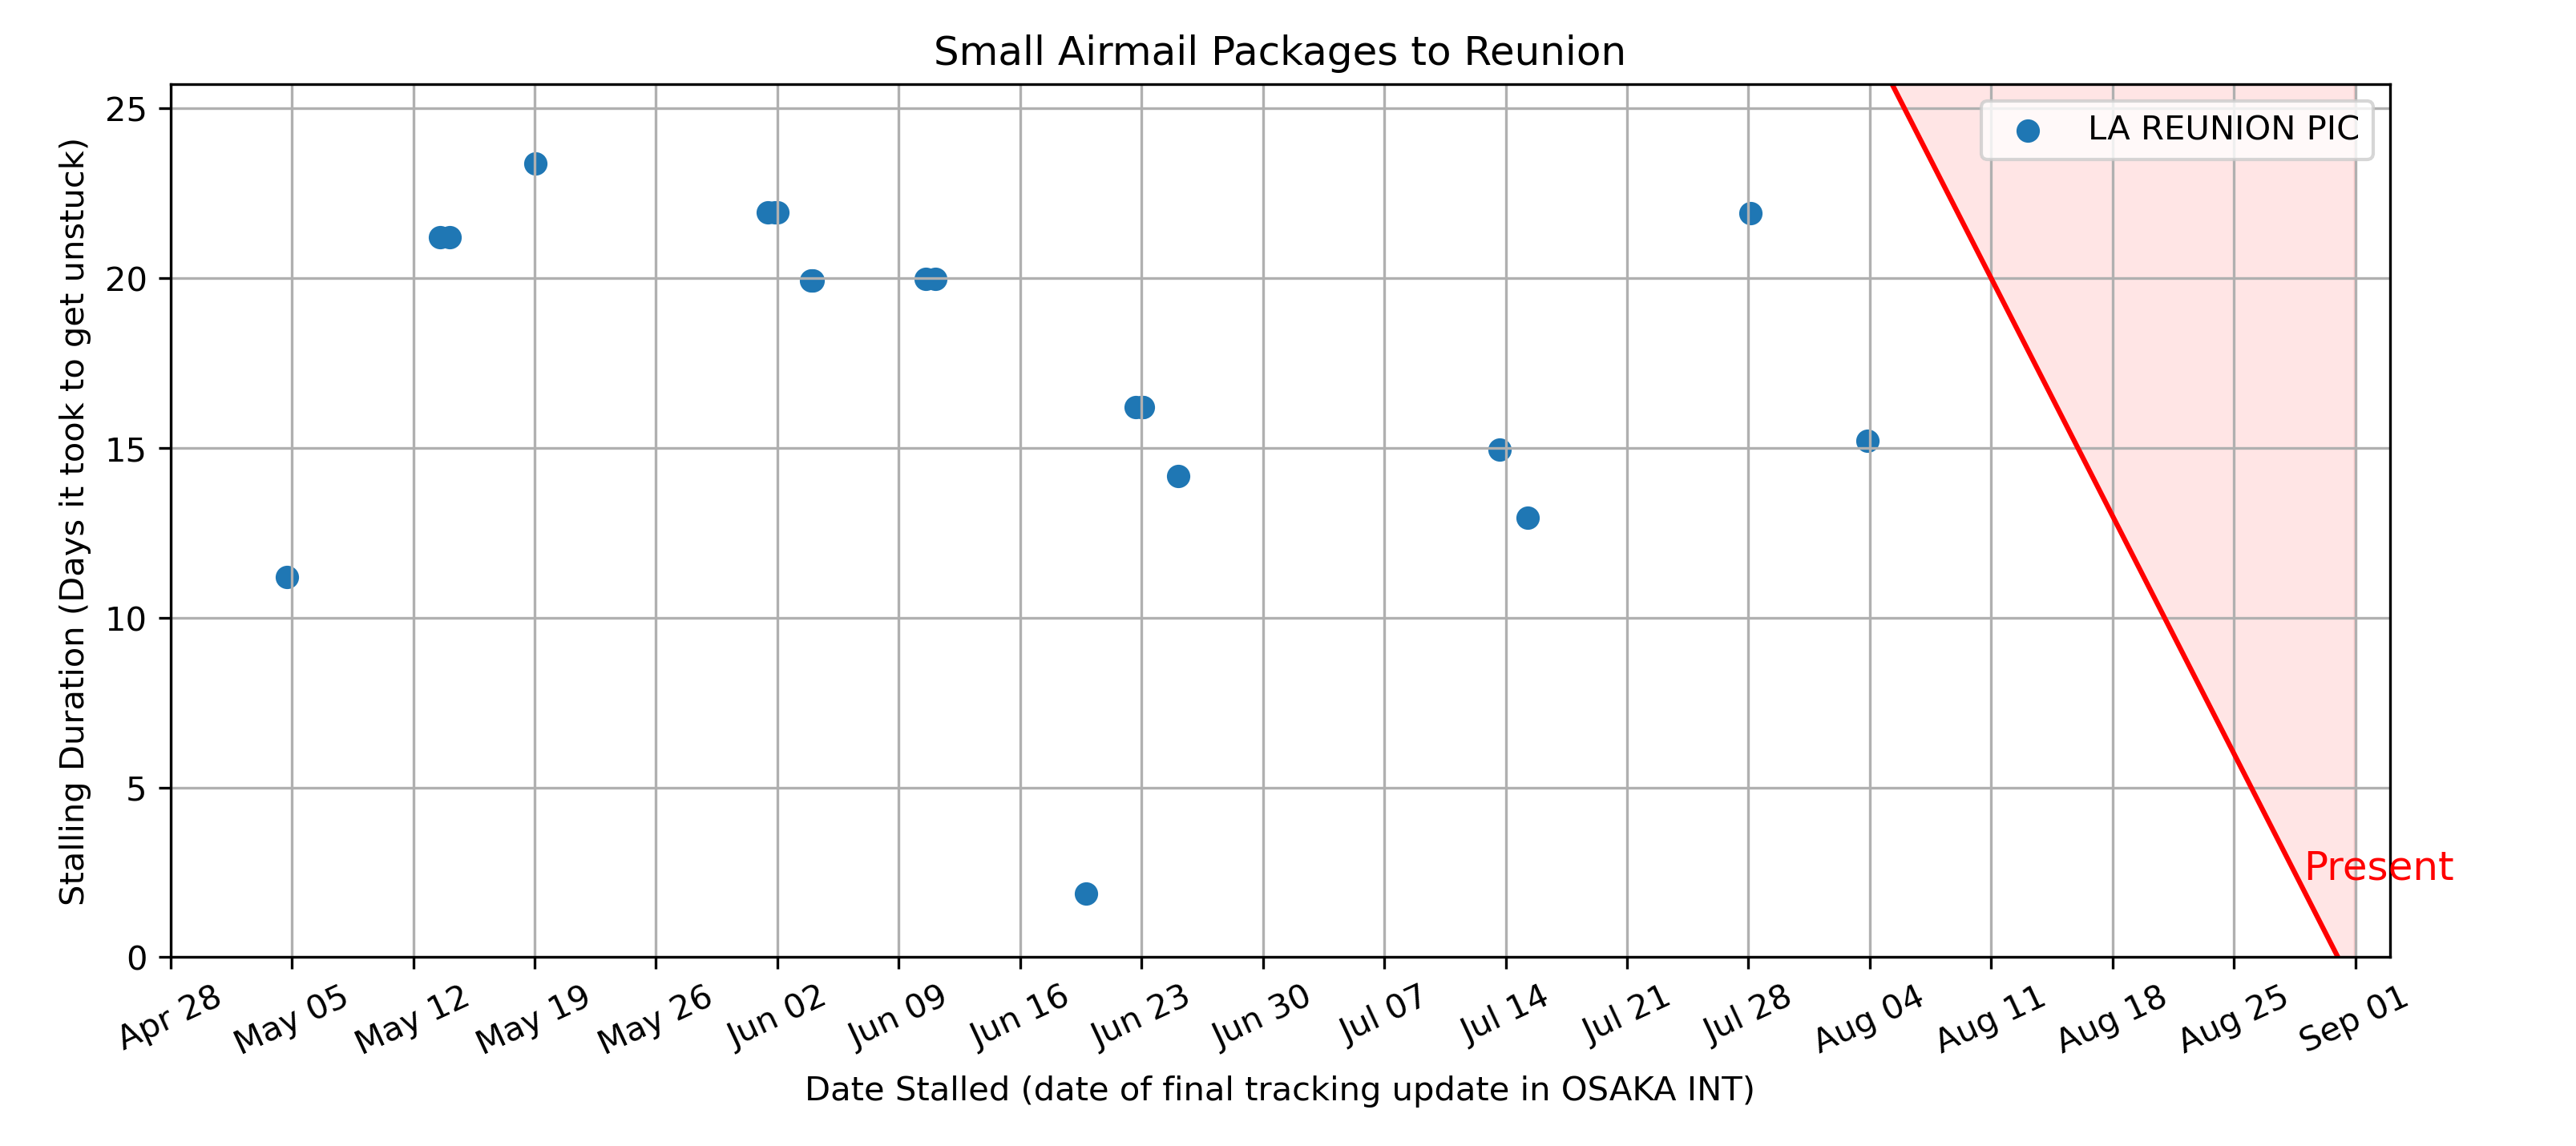 Small Airmail Packages to Reunion
LA REUNION PIC
Stalling Duration (Days it took to get unstuck)
25
20
15
10
5
0
Present
Apr 28
May 05
May 12
May 19
May 26
Jun 02
Jun 09
Jun 16
Jun 23
Jun 30
Jul 07
Jul 14
Jul 21
Jul 28
Aug 04
Aug 11
Aug 18
Aug 25
Sep 01
Date Stalled (date of final tracking update in OSAKA INT)